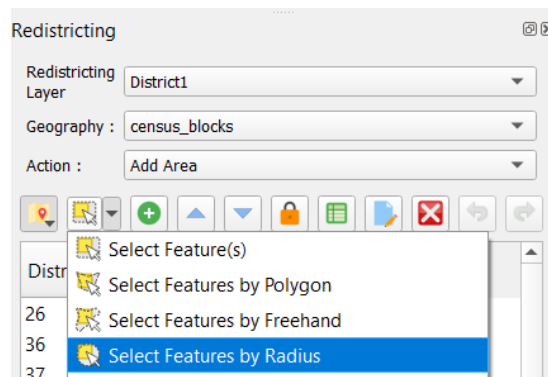 Redistricting
Redistricting
Layer
District1
Geography :
census_blocks
Action :
Add Area
Select Feature(s)
Distr
Select Features by Polygon
26
Select Features by Freehand
36
Select Features by Radius
37